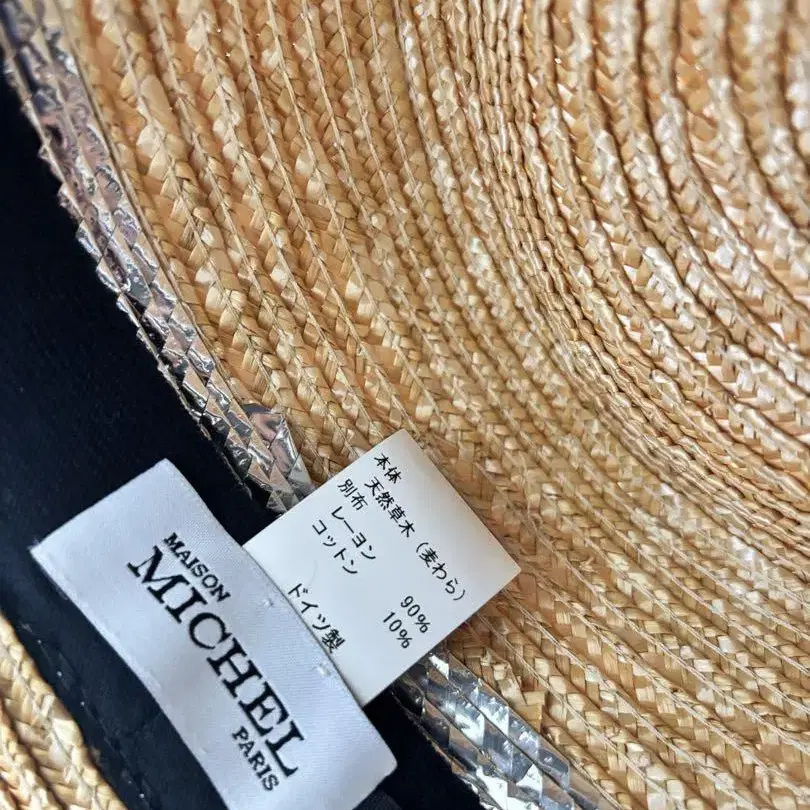 MAISON
MICHEL
PARIS
本体 天然草木（麦わら）
別布 レーヨン 90%
コットン 10%
ドイツ製